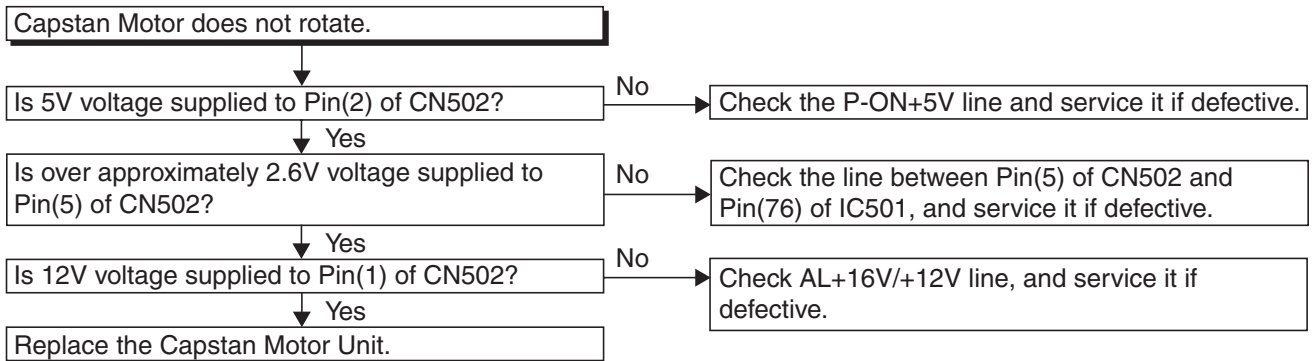 Capstan Motor does not rotate.
Is 5V voltage supplied to Pin(2) of CN502?
No
Check the P-ON+5V line and service it if defective.
Yes
Is over approximately 2.6V voltage supplied to
Pin(5) of CN502?
No
Check the line between Pin(5) of CN502 and
Pin(76) of IC501, and service it if defective.
Yes
Is 12V voltage supplied to Pin(1) of CN502?
No
Check AL+16V/+12V line, and service it if
defective.
Yes
Replace the Capstan Motor Unit.